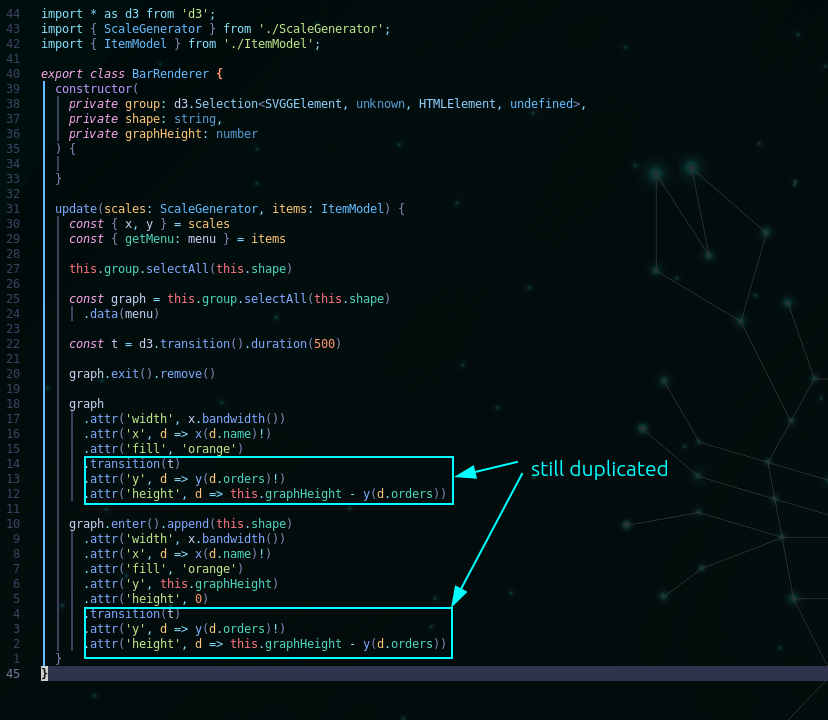 44 import * as d3 from 'd3';
43 import { ScaleGenerator } from './ScaleGenerator';
42 import { ItemModel } from './ItemModel';
41
40 export class BarRenderer {
39 constructor(
38 private group: d3.Selection<SVGGElement, unknown, HTMLElement, undefined>,
37 private shape: string,
36 private graphHeight: number
35 ) {
34
33 }
32
31 update(scales: ScaleGenerator, items: ItemModel) {
30 const { x, y } = scales
29 const { getMenu: menu } = items
28
27 this.group.selectAll(this.shape)
26
25 const graph = this.group.selectAll(this.shape)
24 .data(menu)
23
22 const t = d3.transition().duration(500)
21
20 graph.exit().remove()
19
18 graph
17 .attr('width', x.bandwidth())
16 .attr('x', d => x(d.name)!)
15 .attr('fill', 'orange')
14 .transition(t)
13 .attr('y', d => y(d.orders)!)
12 .attr('height', d => this.graphHeight - y(d.orders))
still duplicated
11
10 graph.enter().append(this.shape)
9 .attr('width', x.bandwidth())
8 .attr('x', d => x(d.name)!)
7 .attr('fill', 'orange')
6 .attr('y', this.graphHeight)
5 .attr('height', 0)
4 .transition(t)
3 .attr('y', d => y(d.orders)!)
2 .attr('height', d => this.graphHeight - y(d.orders))
1 }
45 }